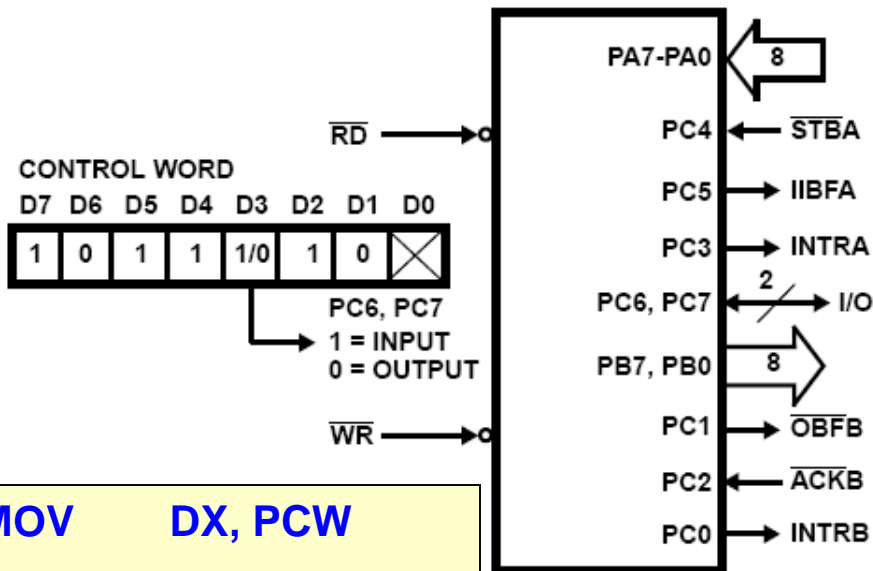 PA7-PA0 8
RD PC4 STBA
CONTROL WORD
D7 D6 D5 D4 D3 D2 D1 D0
1 0 1 1 1/0 1 0
PC6, PC7
1 = INPUT
0 = OUTPUT
WR
PC5 IIBFA
PC3 INTRA
PC6, PC7 2 I/O
PB7, PB0 8
PC1 OBFB
PC2 ACKB
PC0 INTRB
MOV DX, PCW